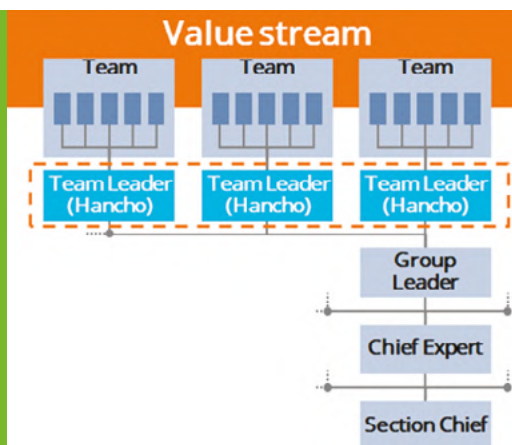 Value stream
Team
Team
Team
Team Leader
(Hancho)
Team Leader
(Hancho)
Team Leader
(Hancho)
Group
Leader
Chief Expert
Section Chief